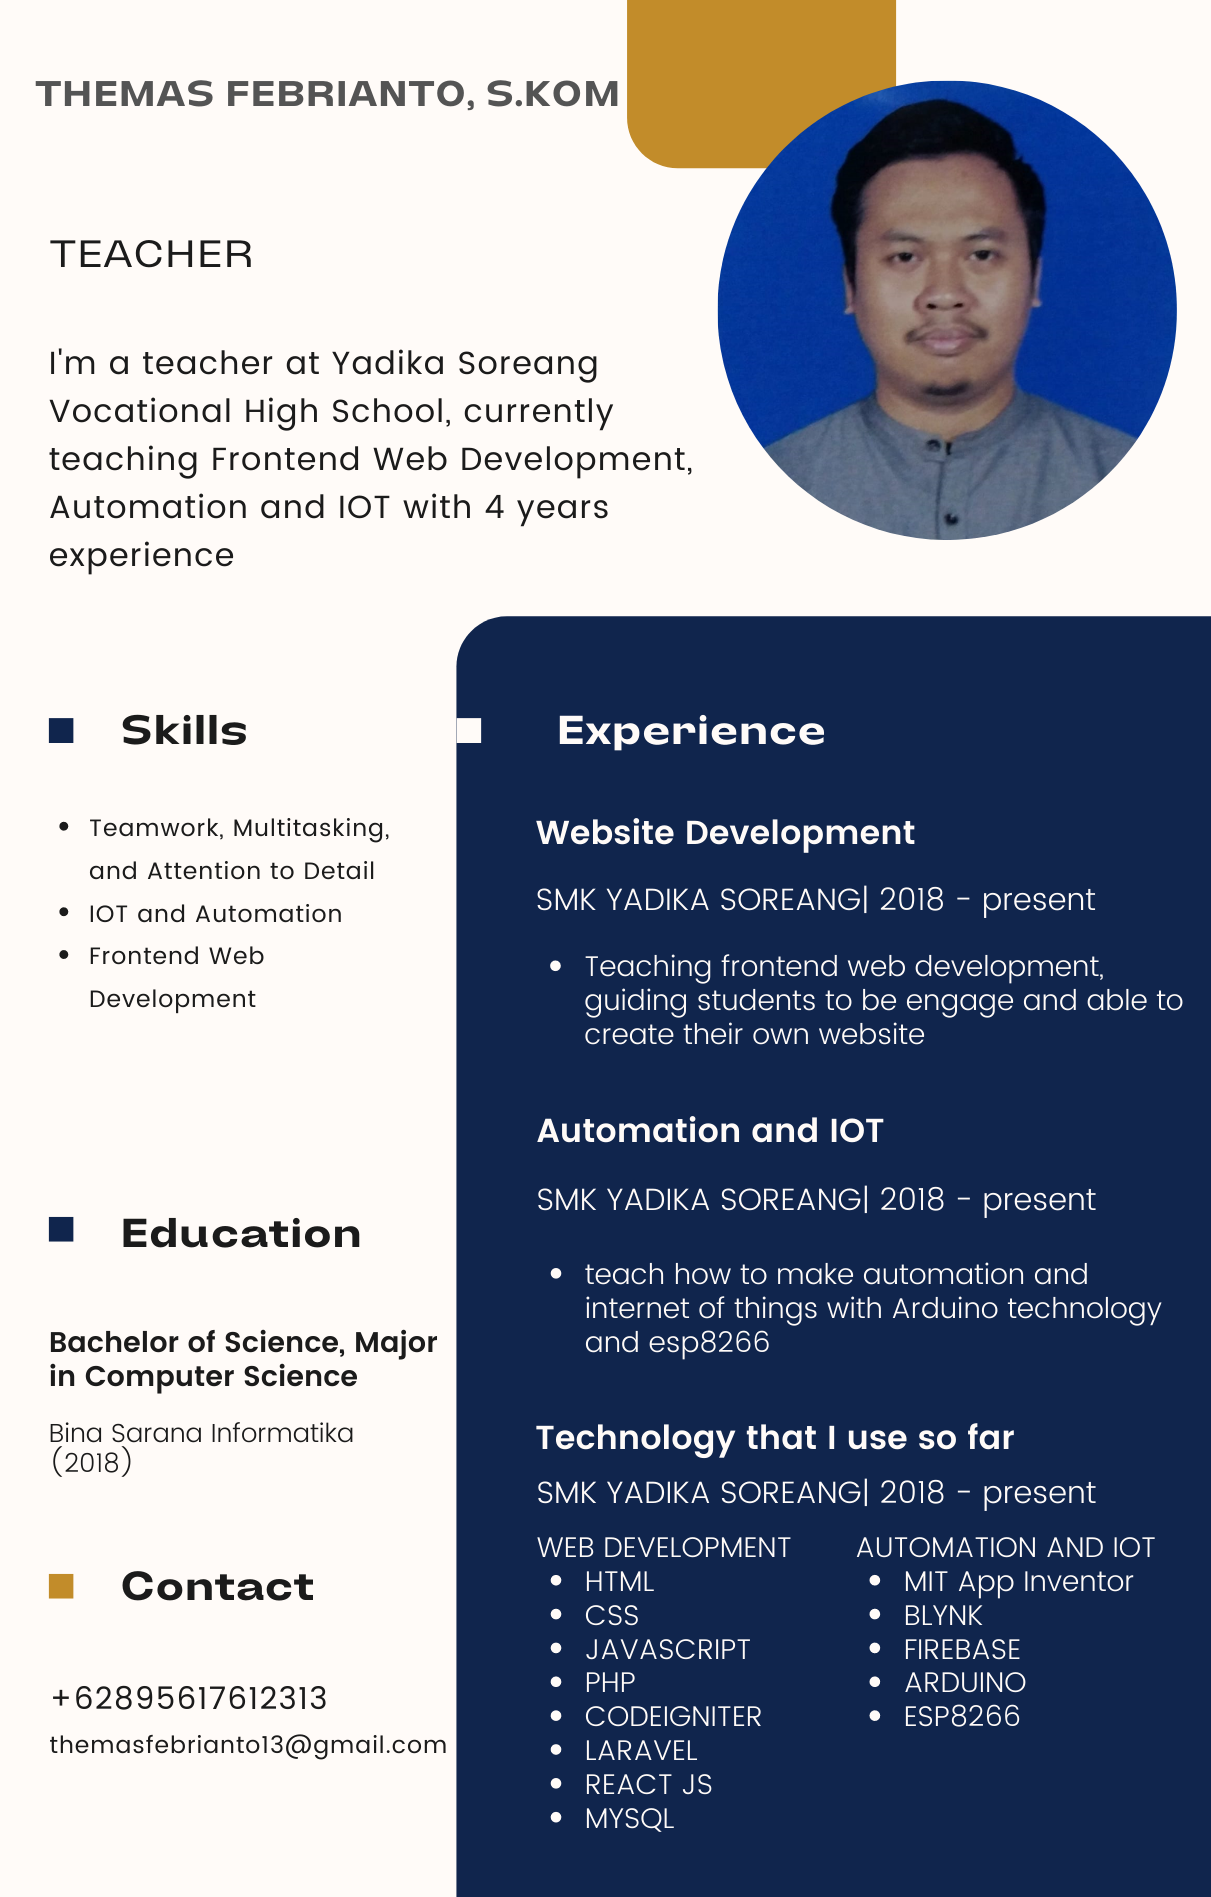 THEMAS FEBRIANTO, S.KOM
TEACHER
I'm a teacher at Yadika Soreang
Vocational High School, currently
teaching Frontend Web Development,
Automation and IOT with 4 years
experience
Skills
Teamwork, Multitasking,
and Attention to Detail
IOT and Automation
Frontend Web
Development
Education
Bachelor of Science, Major
in Computer Science
Bina Sarana Informatika
(2018)
Contact
+62895617612313
themasfebrianto13@gmail.com
Experience
Website Development
SMK YADIKA SOREANG| 2018 - present
Teaching frontend web development,
guiding students to be engage and able to
create their own website
Automation and IOT
SMK YADIKA SOREANG| 2018 - present
teach how to make automation and
internet of things with Arduino technology
and esp8266
Technology that I use so far
SMK YADIKA SOREANG| 2018 - present
WEB DEVELOPMENT
HTML
CSS
JAVASCRIPT
PHP
CODEIGNITER
LARAVEL
REACT JS
MYSQL
AUTOMATION AND IOT
MIT App Inventor
BLYNK
FIREBASE
ARDUINO
ESP8266